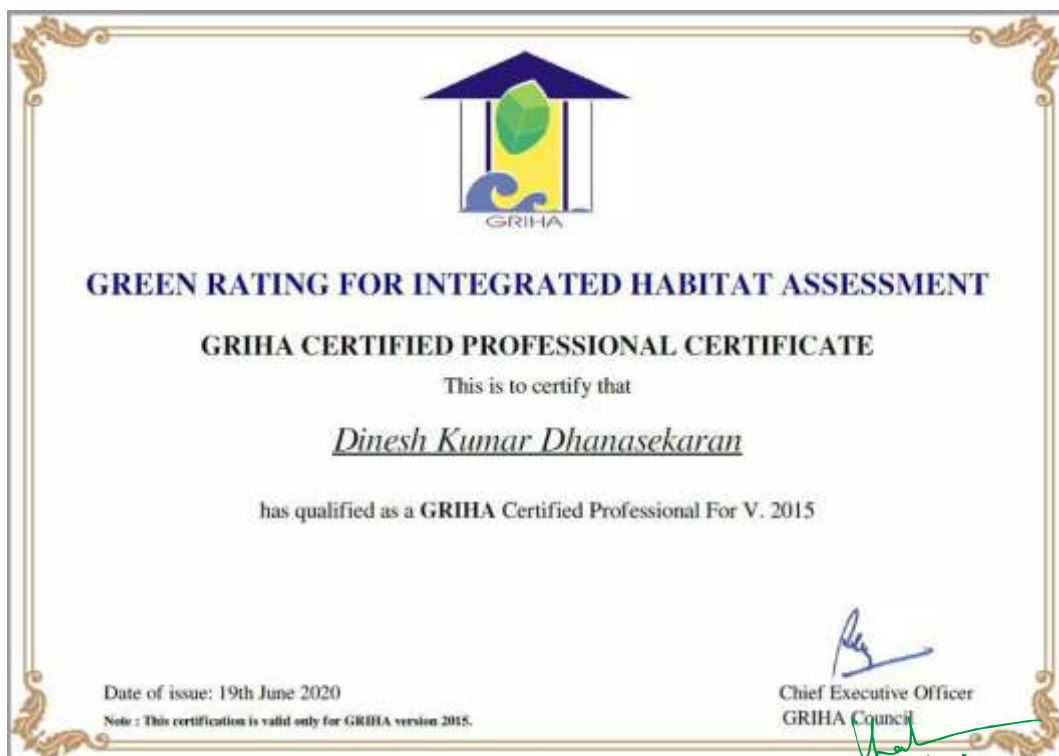 GRIHA
GREEN RATING FOR INTEGRATED HABITAT ASSESSMENT
GRIHA CERTIFIED PROFESSIONAL CERTIFICATE
This is to certify that
Dinesh Kumar Dhanasekaran
has qualified as a GRIHA Certified Professional For V. 2015
Date of issue: 19th June 2020
Chief Executive Officer
Note : This certification is valid only for GRIHA version 2015.
GRIHA Council